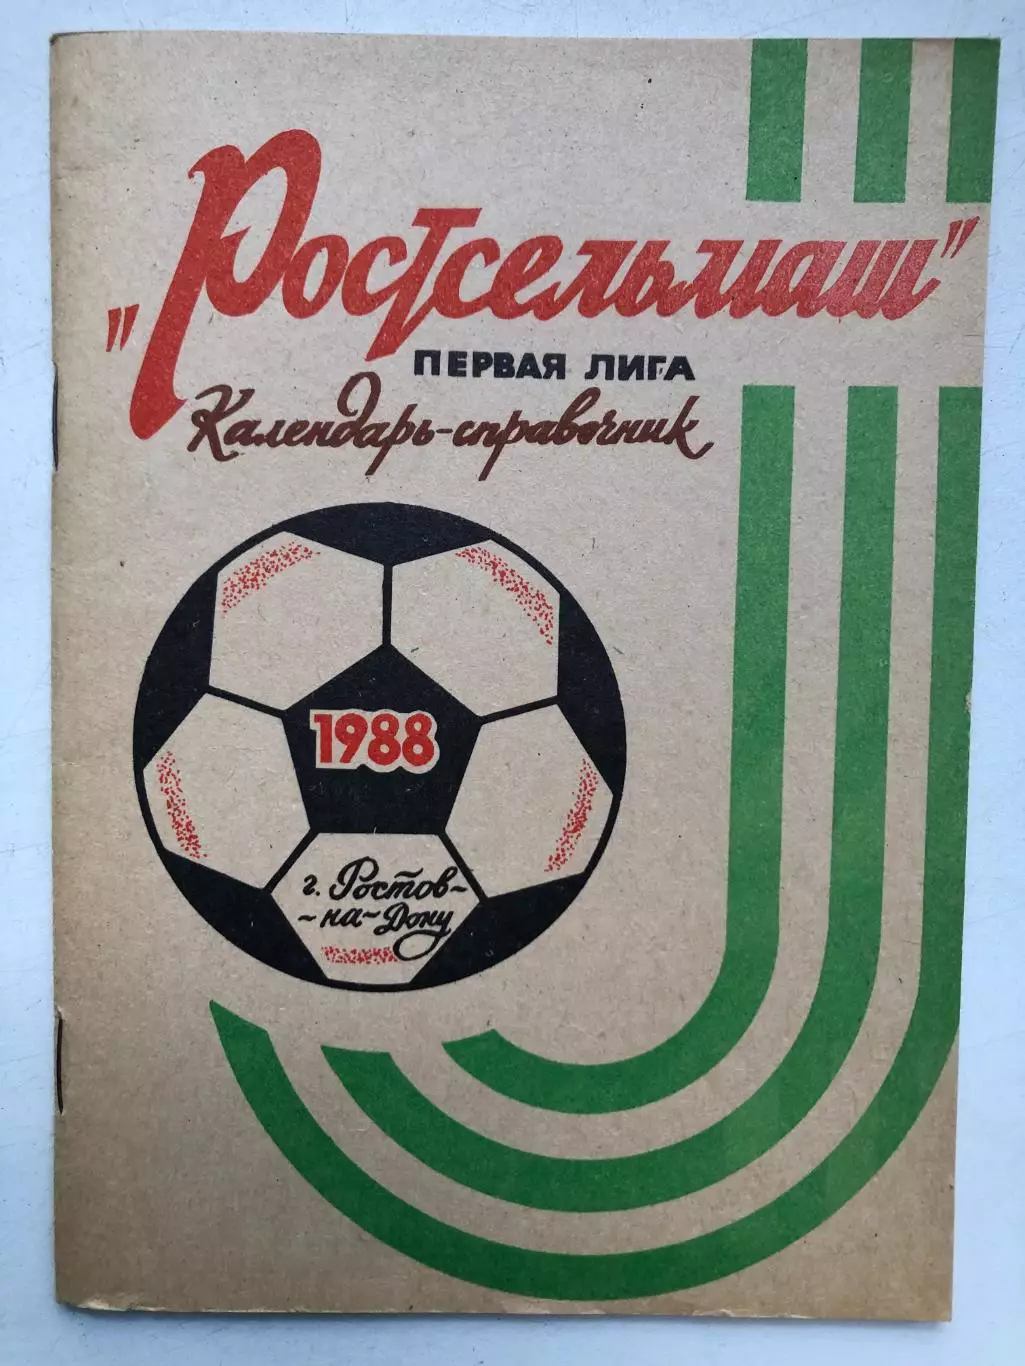 „Ростсельмаш"
ПЕРВАЯ ЛИГА
Календарь-справочник
1988
г. Ростов-
-на-Дону